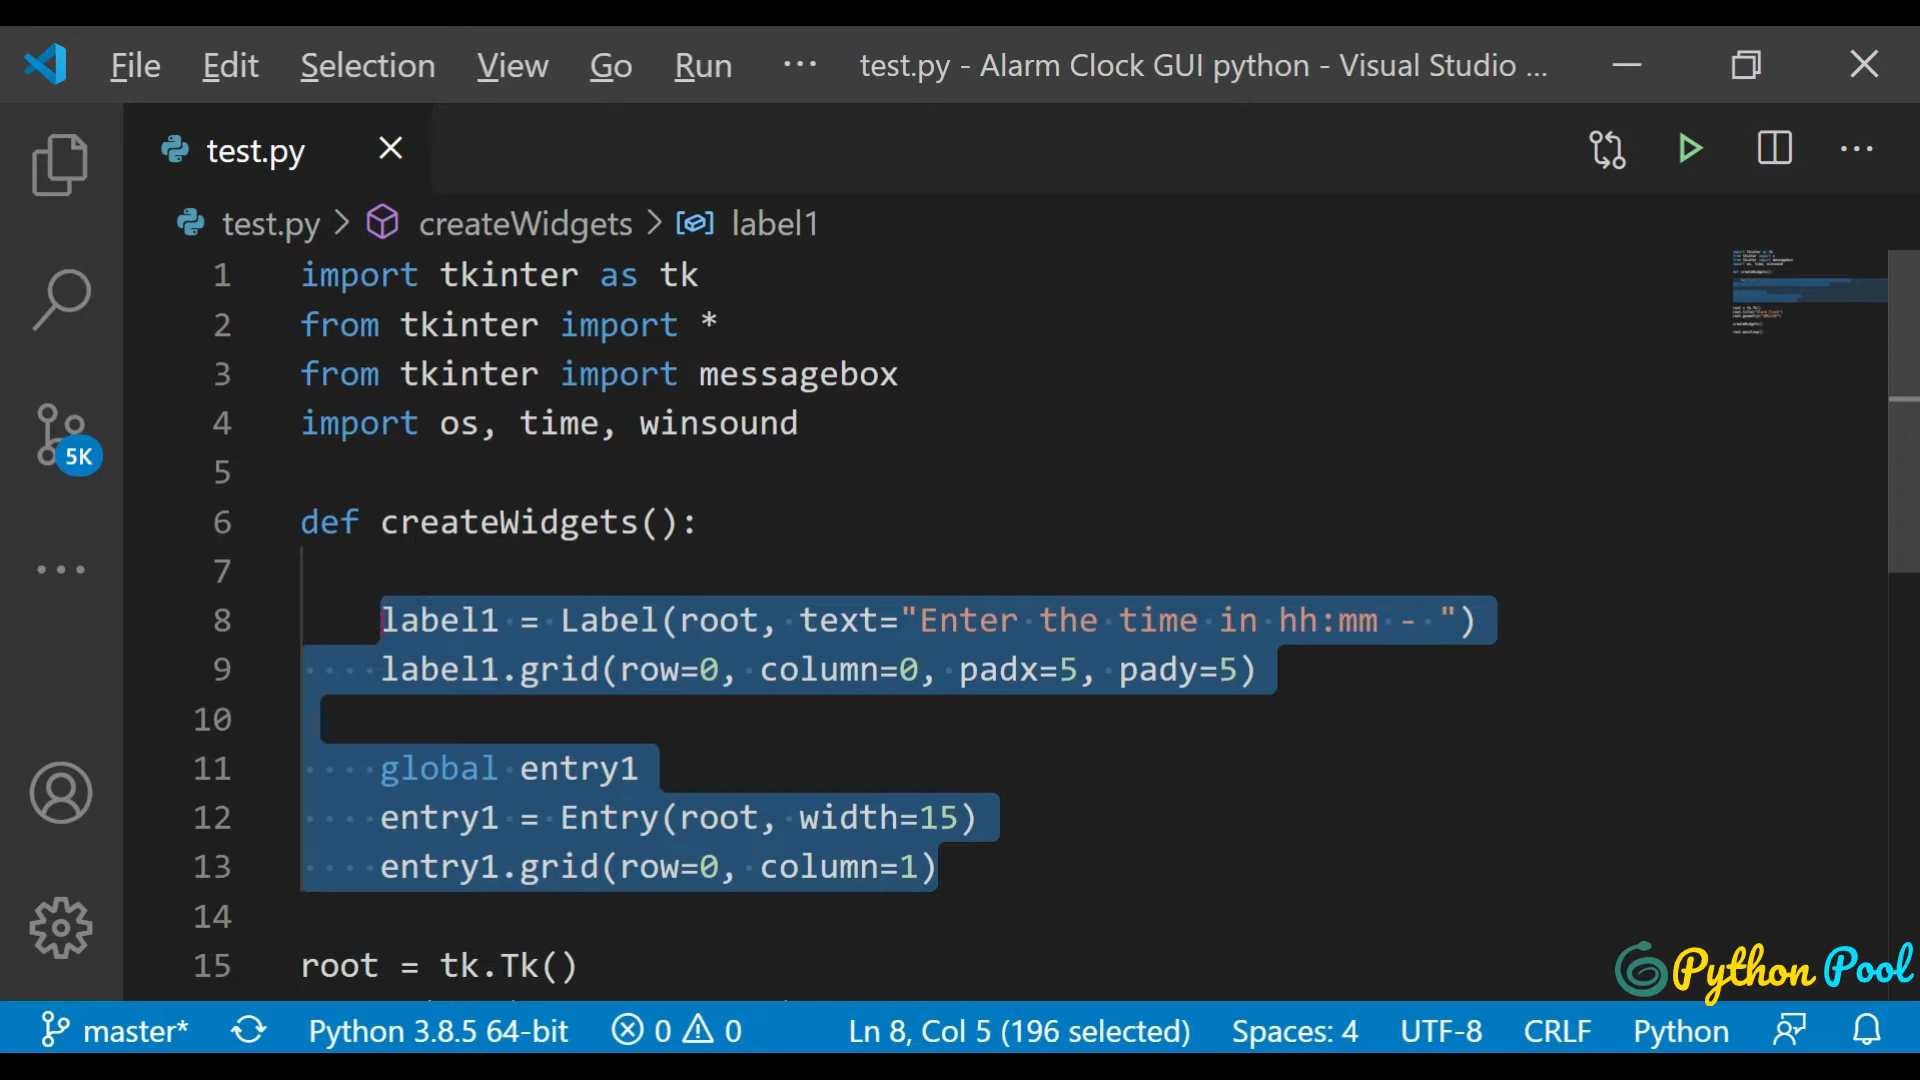 File Edit Selection View Go Run ··· test.py - Alarm Clock GUI python - Visual Studio ...
test.py
test.py > createWidgets > label1
1 import tkinter as tk
2 from tkinter import *
3 from tkinter import messagebox
4 import os, time, winsound
5
6 def createWidgets():
7
8 label1 = Label(root, text="Enter the time in hh:mm - ")
9 label1.grid(row=0, column=0, padx=5, pady=5)
10
11 global entry1
12 entry1 = Entry(root, width=15)
13 entry1.grid(row=0, column=1)
14
15 root = tk.Tk()
5K
Python Pool
master* Python 3.8.5 64-bit 0 0 Ln 8, Col 5 (196 selected) Spaces: 4 UTF-8 CRLF Python